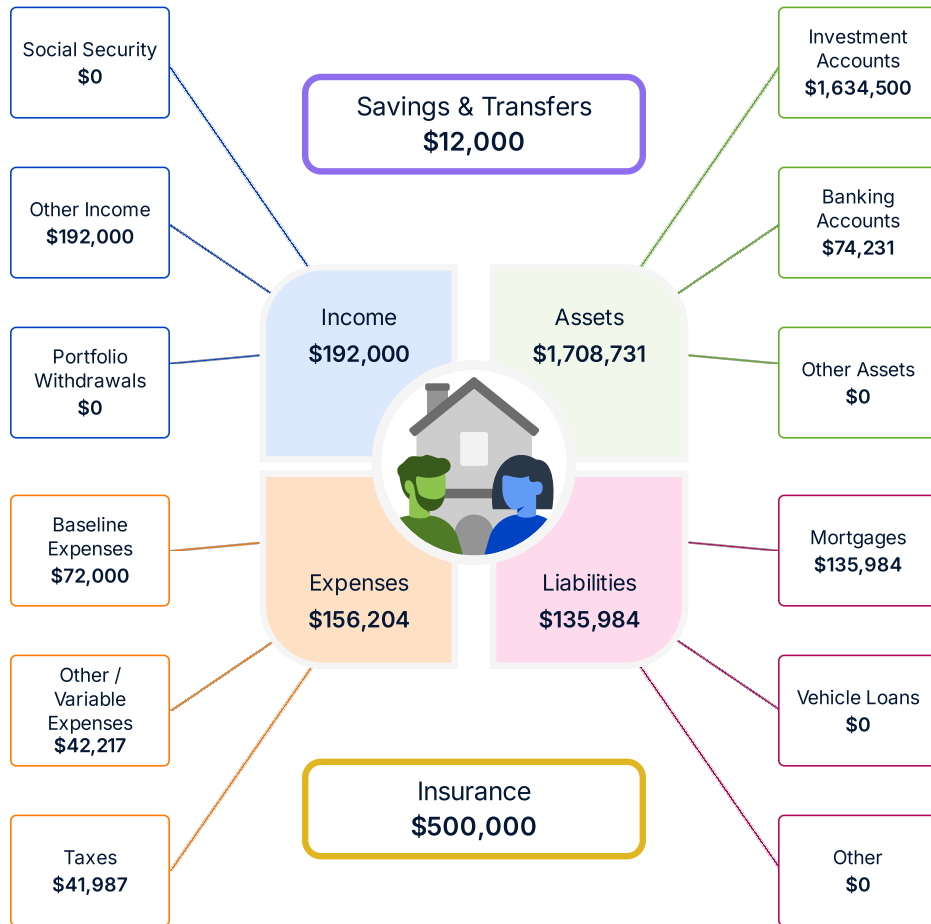 Social Security
$0
Other Income
$192,000
Portfolio
Withdrawals
$0
Baseline
Expenses
$72,000
Other /
Variable
Expenses
$42,217
Taxes
$41,987
Savings & Transfers
$12,000
Income
$192,000
Assets
$1,708,731
Expenses
$156,204
Liabilities
$135,984
Insurance
$500,000
Investment
Accounts
$1,634,500
Banking
Accounts
$74,231
Other Assets
$0
Mortgages
$135,984
Vehicle Loans
$0
Other
$0